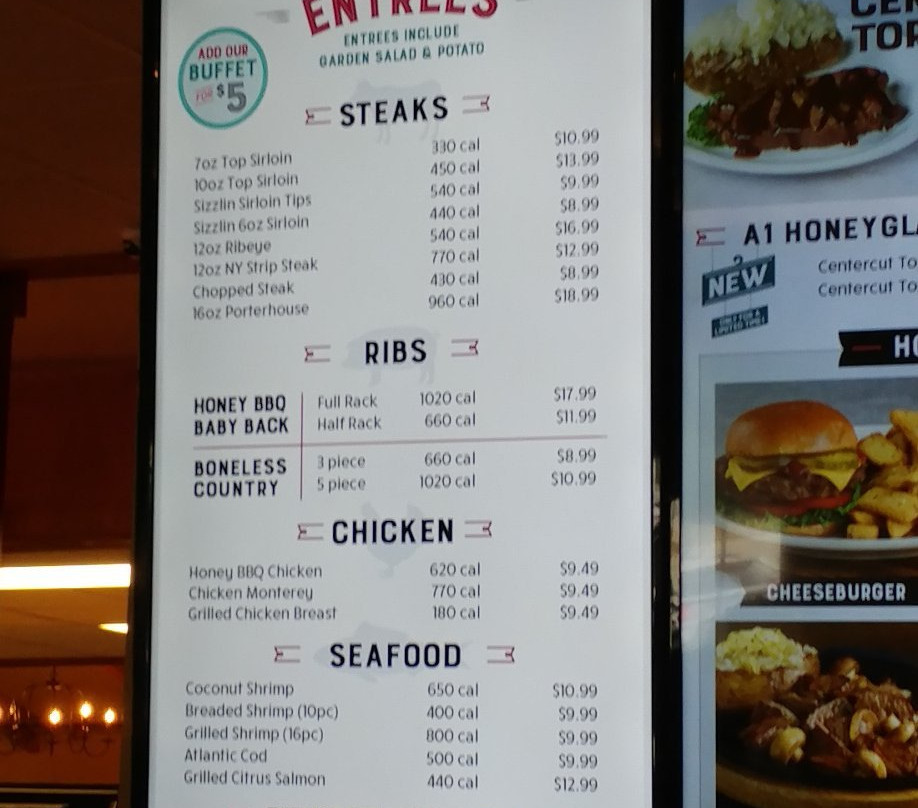 ENTREES
ENTREES INCLUDE
GARDEN SALAD & POTATO
ADD OUR
BUFFET
FOR $5
STEAKS
7oz Top Sirloin 330 cal $10.99
10oz Top Sirloin 450 cal $13.99
Sizzlin Sirloin Tips 540 cal $9.99
Sizzlin 6oz Sirloin 440 cal $8.99
12oz Ribeye 540 cal $16.99
12oz NY Strip Steak 770 cal $12.99
Chopped Steak 430 cal $8.99
16oz Porterhouse 960 cal $18.99
RIBS
HONEY BBQ
BABY BACK
Full Rack 1020 cal $17.99
Half Rack 660 cal $11.99
BONELESS
COUNTRY
3 piece 660 cal $8.99
5 piece 1020 cal $10.99
CHICKEN
Honey BBQ Chicken 620 cal $9.49
Chicken Monterey 770 cal $9.49
Grilled Chicken Breast 180 cal $9.49
SEAFOOD
Coconut Shrimp 650 cal $10.99
Breaded Shrimp (10pc) 400 cal $9.99
Grilled Shrimp (16pc) 800 cal $9.99
Atlantic Cod 500 cal $9.99
Grilled Citrus Salmon 440 cal $12.99
CEN
TOP
A1 HONEYGLA
NEW
ONLY FOR A
LIMITED TIME!
Centercut To
Centercut To
HO
CHEESEBURGER